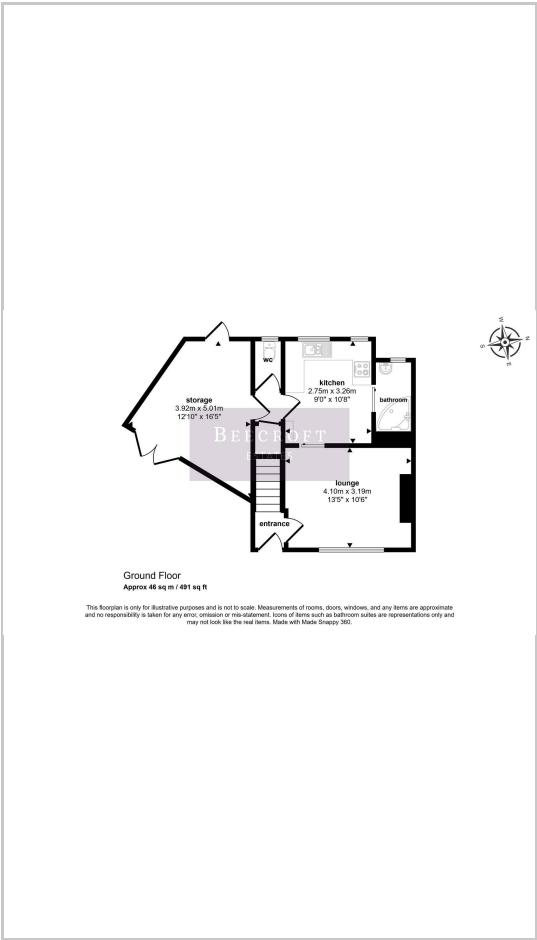 W
N
S
E
wc
kitchen
2.75m x 3.26m
9'0" x 10'8"
bathroom
storage
3.92m x 5.01m
12'10" x 16'5"
BEECROFT
ESTATES
lounge
4.10m x 3.19m
13'5" x 10'6"
entrance
Ground Floor
Approx 46 sq m / 491 sq ft
This floorplan is only for illustrative purposes and is not to scale. Measurements of rooms, doors, windows, and any items are approximate
and no responsibility is taken for any error, omission or mis-statement. Icons of items such as bathroom suites are representations only and
may not look like the real items. Made with Made Snappy 360.